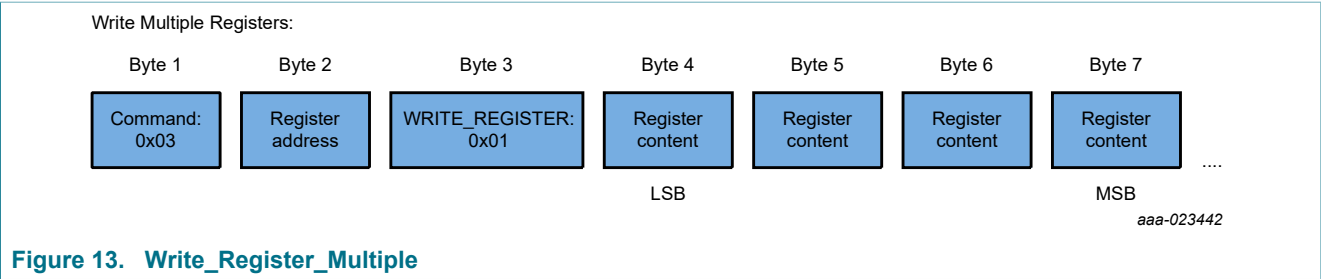 Write Multiple Registers:
Byte 1 Byte 2 Byte 3 Byte 4 Byte 5 Byte 6 Byte 7
Command: Register WRITE_REGISTER: Register Register Register Register
0x03 address 0x01 content content content content
....
LSB MSB
aaa-023442
Figure 13. Write_Register_Multiple